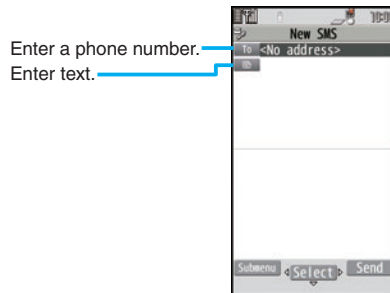 Enter a phone number.
Enter text.
New SMS
To <No address>
Submenu Select Send